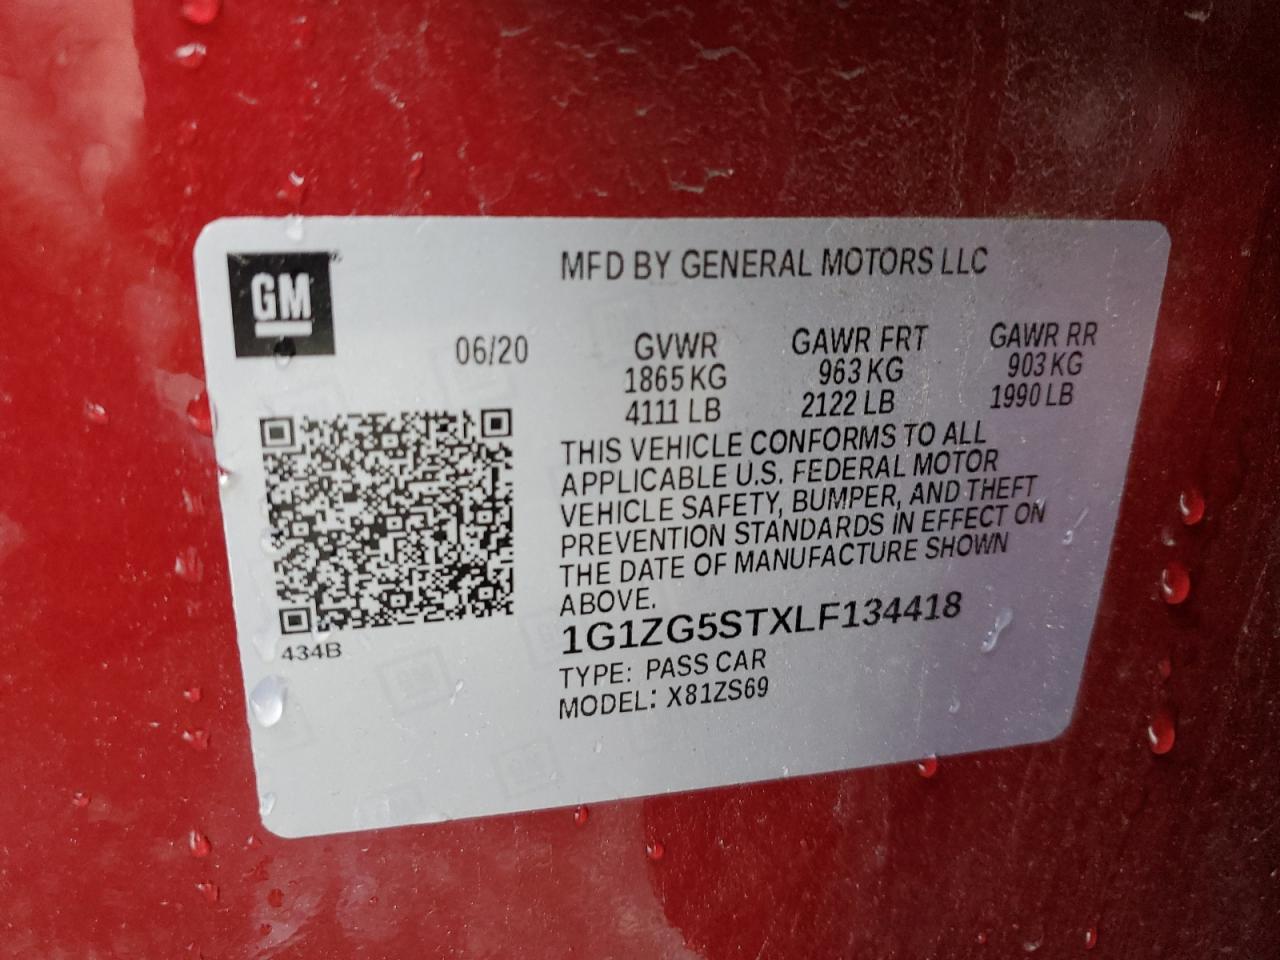 GM
MFD BY GENERAL MOTORS LLC
06/20 GVWR GAWR FRT GAWR RR
1865 KG 963 KG 903 KG
4111 LB 2122 LB 1990 LB
THIS VEHICLE CONFORMS TO ALL
APPLICABLE U.S. FEDERAL MOTOR
VEHICLE SAFETY, BUMPER, AND THEFT
PREVENTION STANDARDS IN EFFECT ON
THE DATE OF MANUFACTURE SHOWN
ABOVE.
1G1ZG5STXLF134418
434B
TYPE: PASS CAR
MODEL: X81ZS69